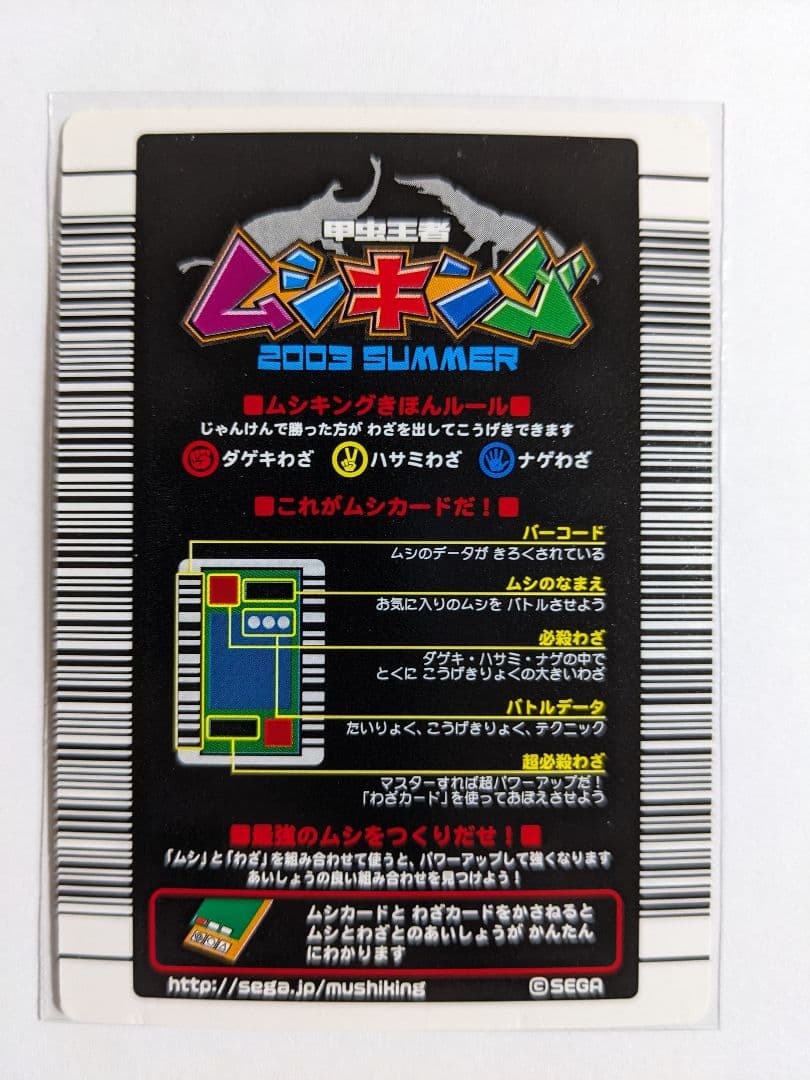 甲虫王者
ムシキング
2003 SUMMER
■ムシキングきほんルール■
じゃんけんで勝った方が わざを出してこうげきできます
ダゲキわざ ハサミわざ ナゲわざ
■これがムシカードだ！■
バーコード
ムシのデータが きろくされている
ムシのなまえ
お気に入りのムシを バトルさせよう
必殺わざ
ダゲキ・ハサミ・ナゲの中で
とくに こうげきりょくの大きいわざ
バトルデータ
たいりょく、こうげきりょく、テクニック
超必殺わざ
マスターすれば超パワーアップだ！
「わざカード」を使っておぼえさせよう
■最強のムシをつくりだせ！■
「ムシ」と「わざ」を組み合わせて使うと、パワーアップして強くなります
あいしょうの良い組み合わせを見つけよう！
ムシカードと わざカードをかさねると
ムシとわざとのあいしょうが かんたん
にわかります
http://sega.jp/mushiking ©SEGA